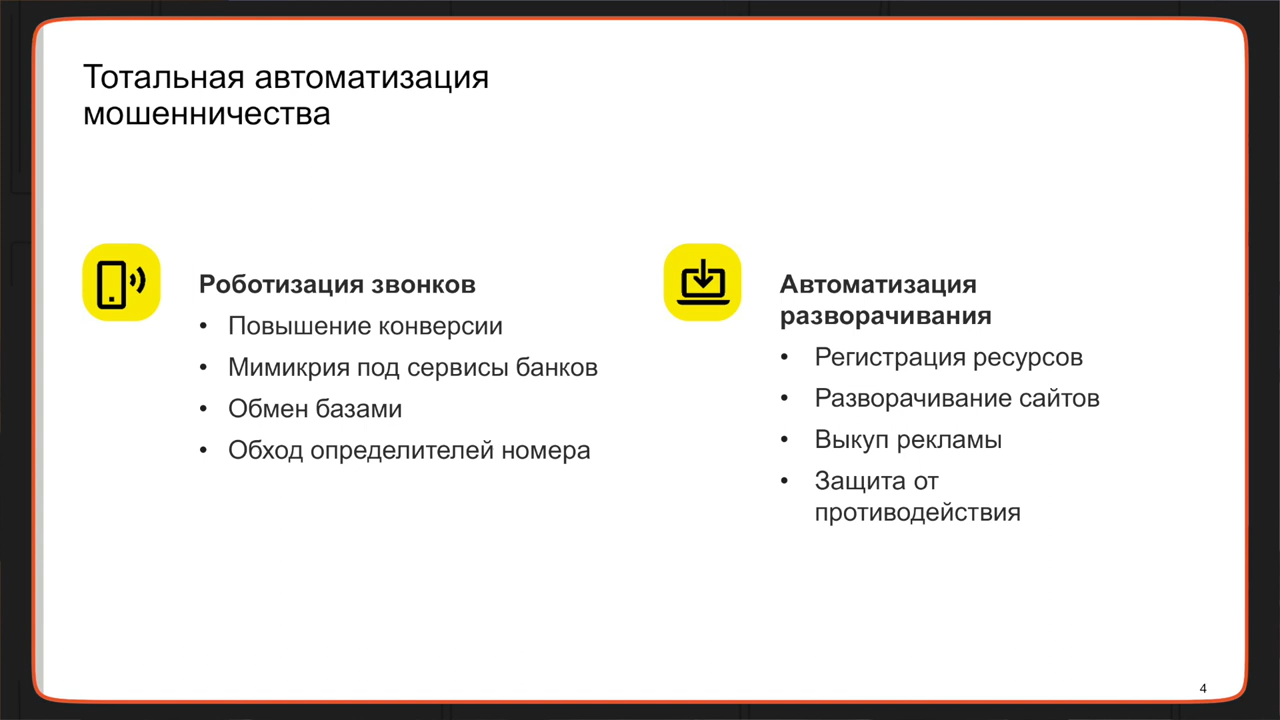 Тотальная автоматизация
мошенничества
Роботизация звонков
• Повышение конверсии
• Мимикрия под сервисы банков
• Обмен базами
• Обход определителей номера
Автоматизация
разворачивания
• Регистрация ресурсов
• Разворачивание сайтов
• Выкуп рекламы
• Защита от
противодействия
4